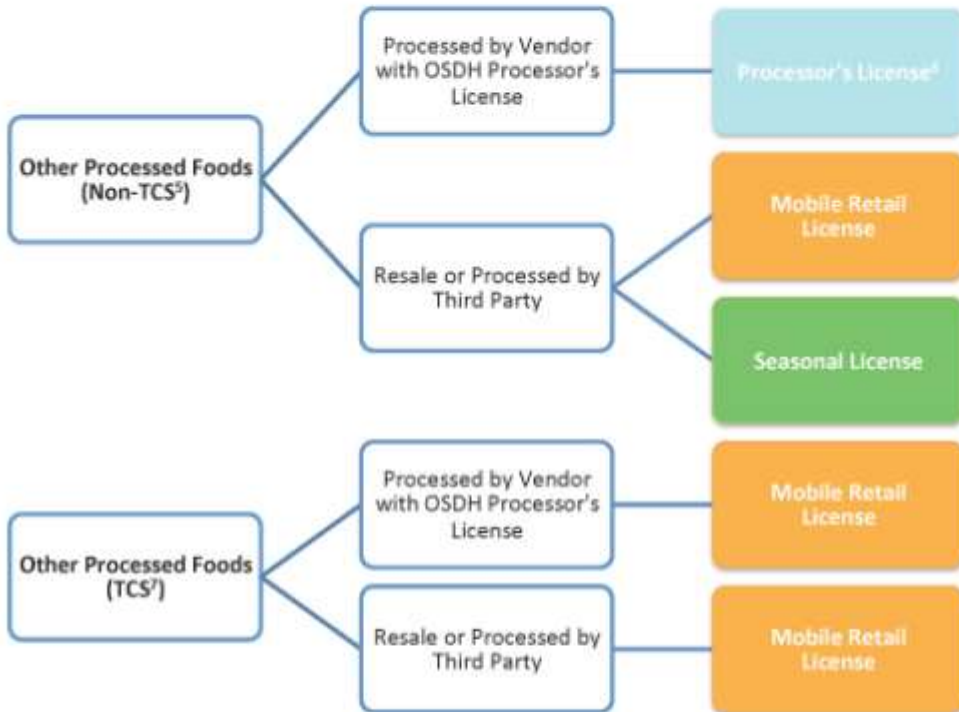 Processed by Vendor
with OSDH Processor's
License
Processor's License
Other Processed Foods
(Non-TCS⁵)
Mobile Retail
License
Resale or Processed by
Third Party
Seasonal License
Processed by Vendor
with OSDH Processor's
License
Mobile Retail
License
Other Processed Foods
(TCS⁷)
Resale or Processed by
Third Party
Mobile Retail
License